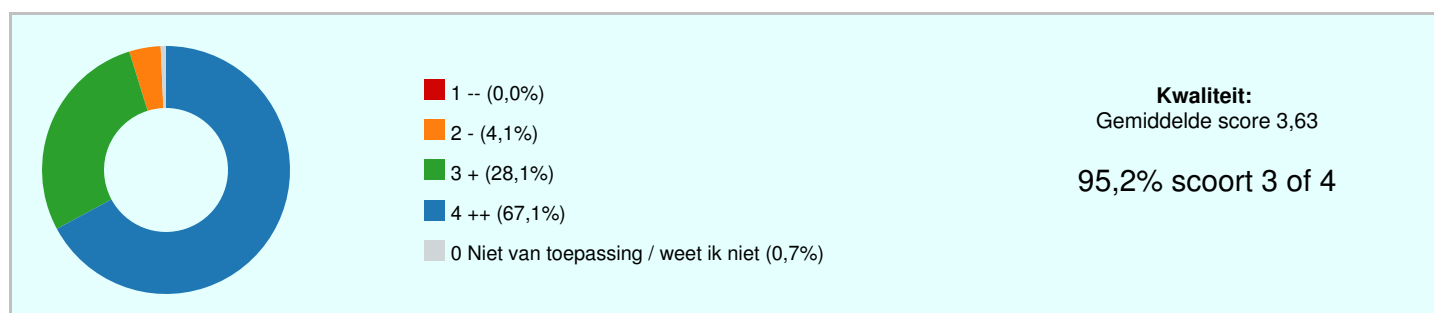 1 -- (0,0%)
2 - (4,1%)
3 + (28,1%)
4 ++ (67,1%)
0 Niet van toepassing / weet ik niet (0,7%)
Kwaliteit:
Gemiddelde score 3,63
95,2% scoort 3 of 4